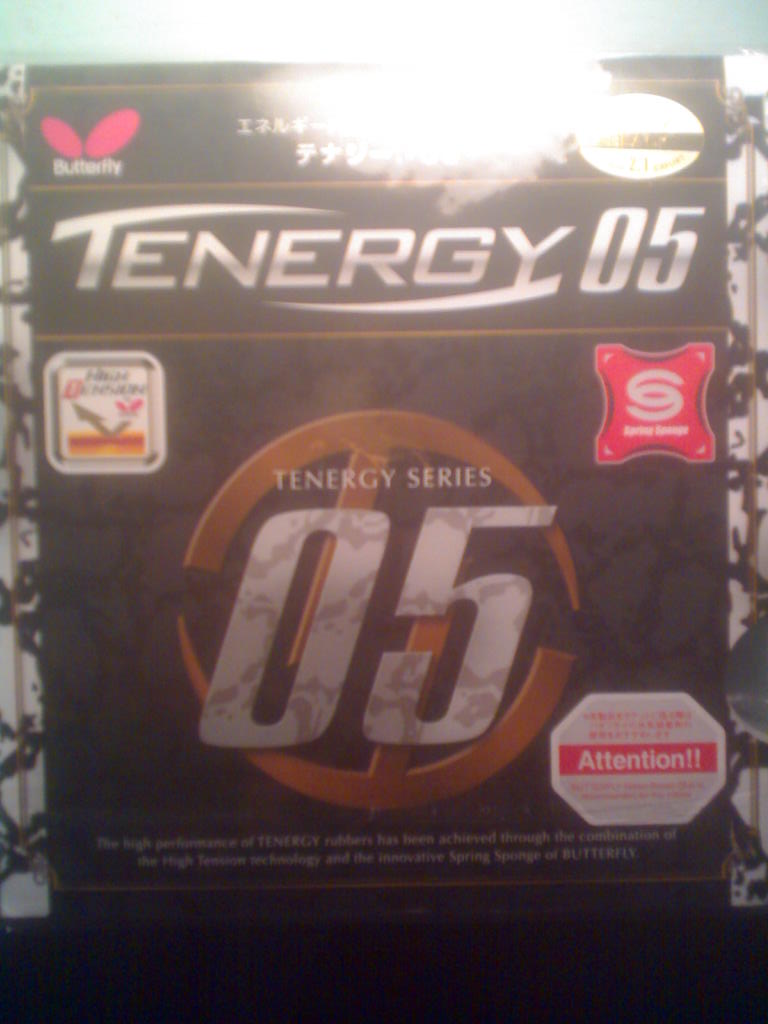 Butterfly
エネルギー
テナジー
2.1
TENERGY 05
HIGH
TENSION
Spring Sponge
TENERGY SERIES
05
Attention!!
The high performance of TENERGY rubbers has been achieved through the combination of
the High Tension technology and the innovative Spring Sponge of BUTTERFLY.